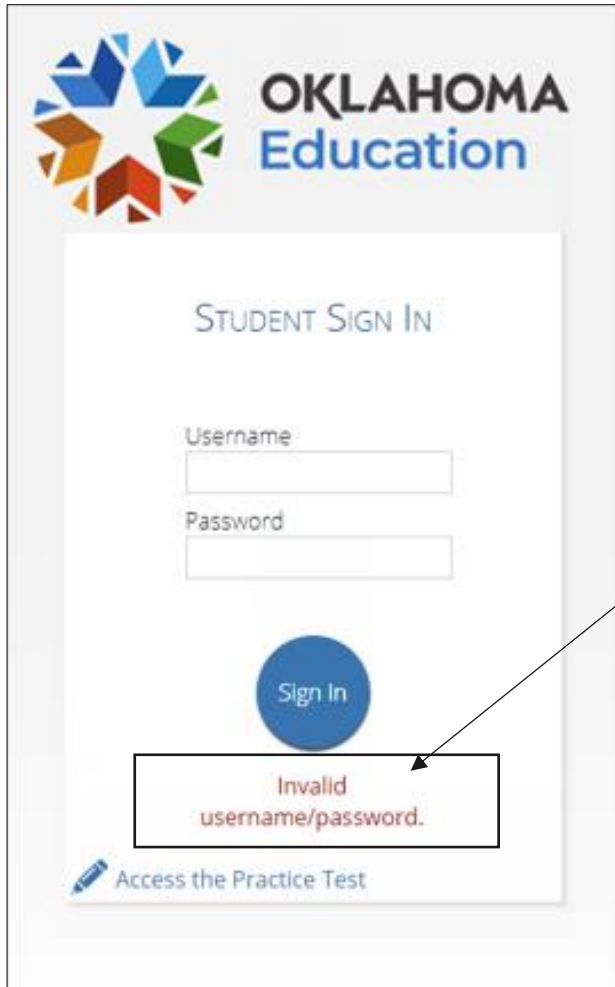 OKLAHOMA
Education
STUDENT SIGN IN
Username
Password
Sign In
Invalid
username/password.
Access the Practice Test